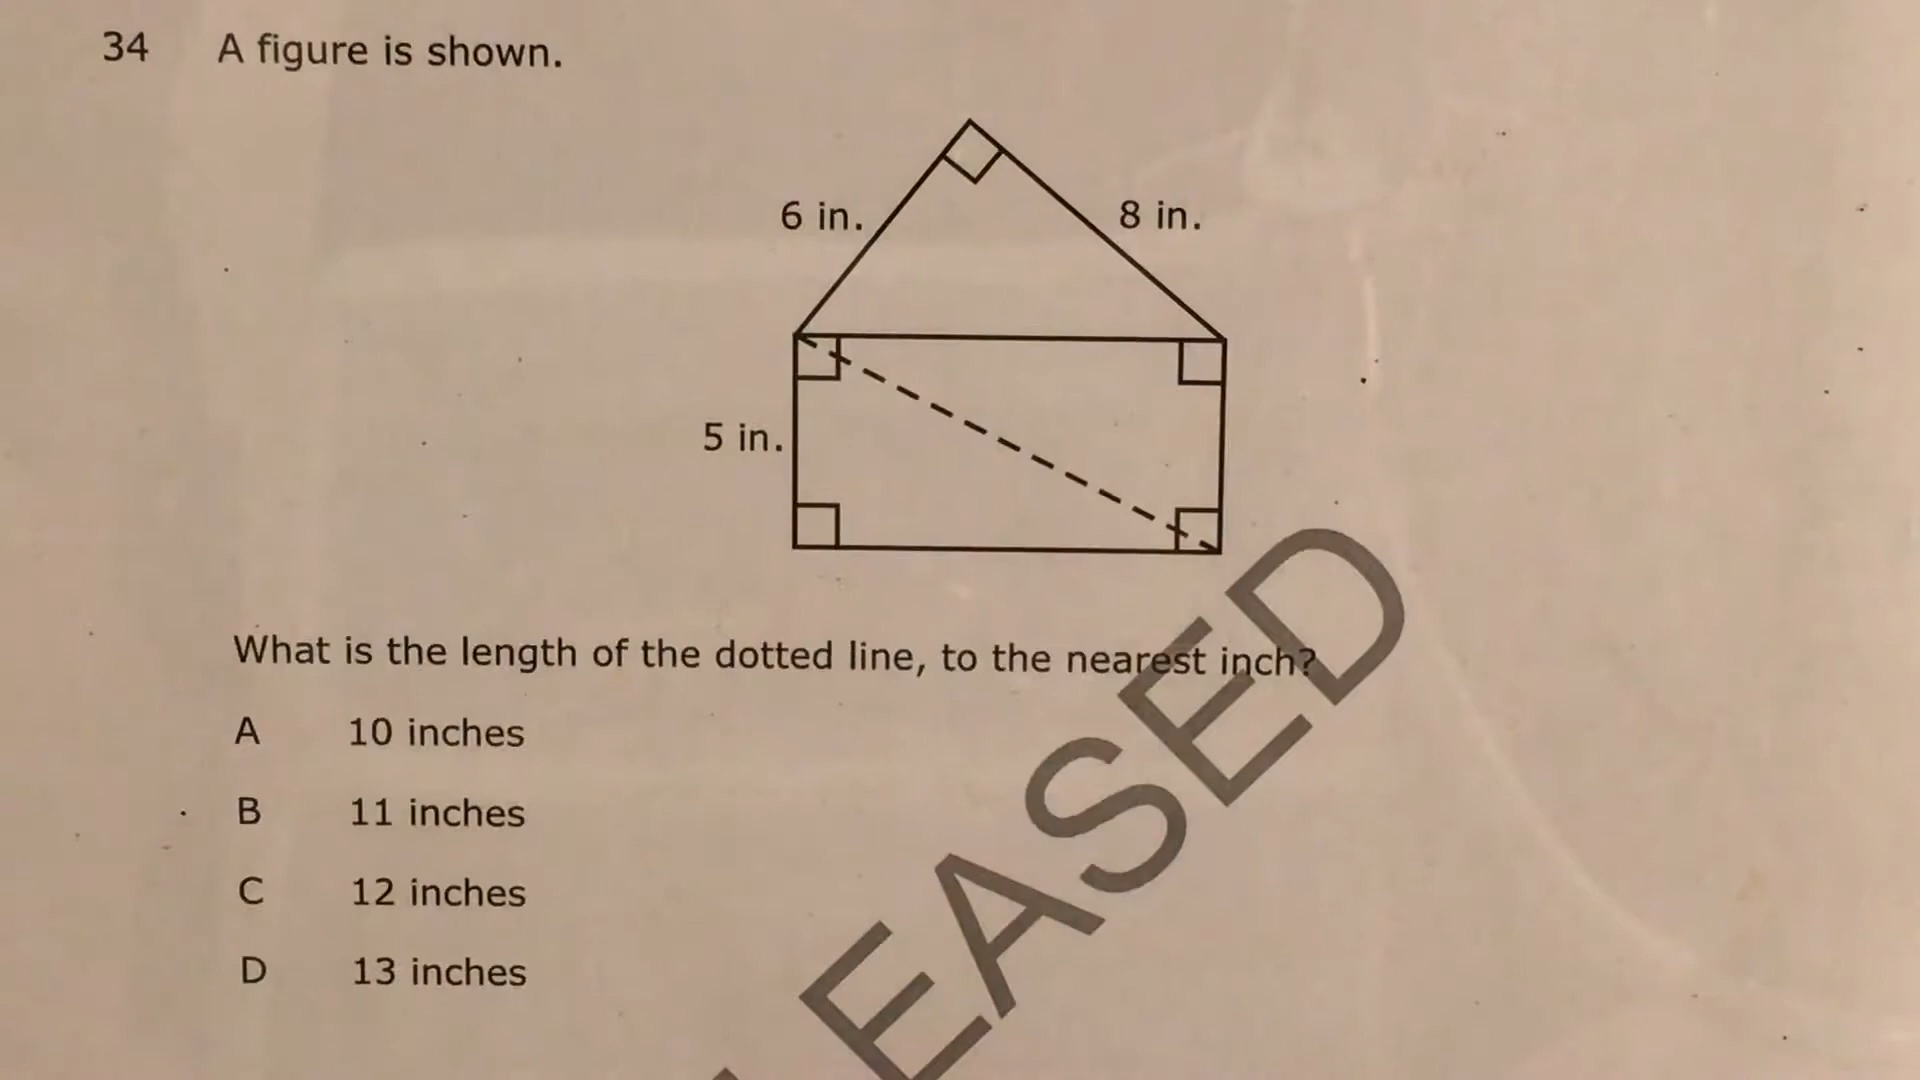 34 A figure is shown.
6 in.
8 in.
5 in.
What is the length of the dotted line, to the nearest inch?
A 10 inches
B 11 inches
C 12 inches
D 13 inches
EASED